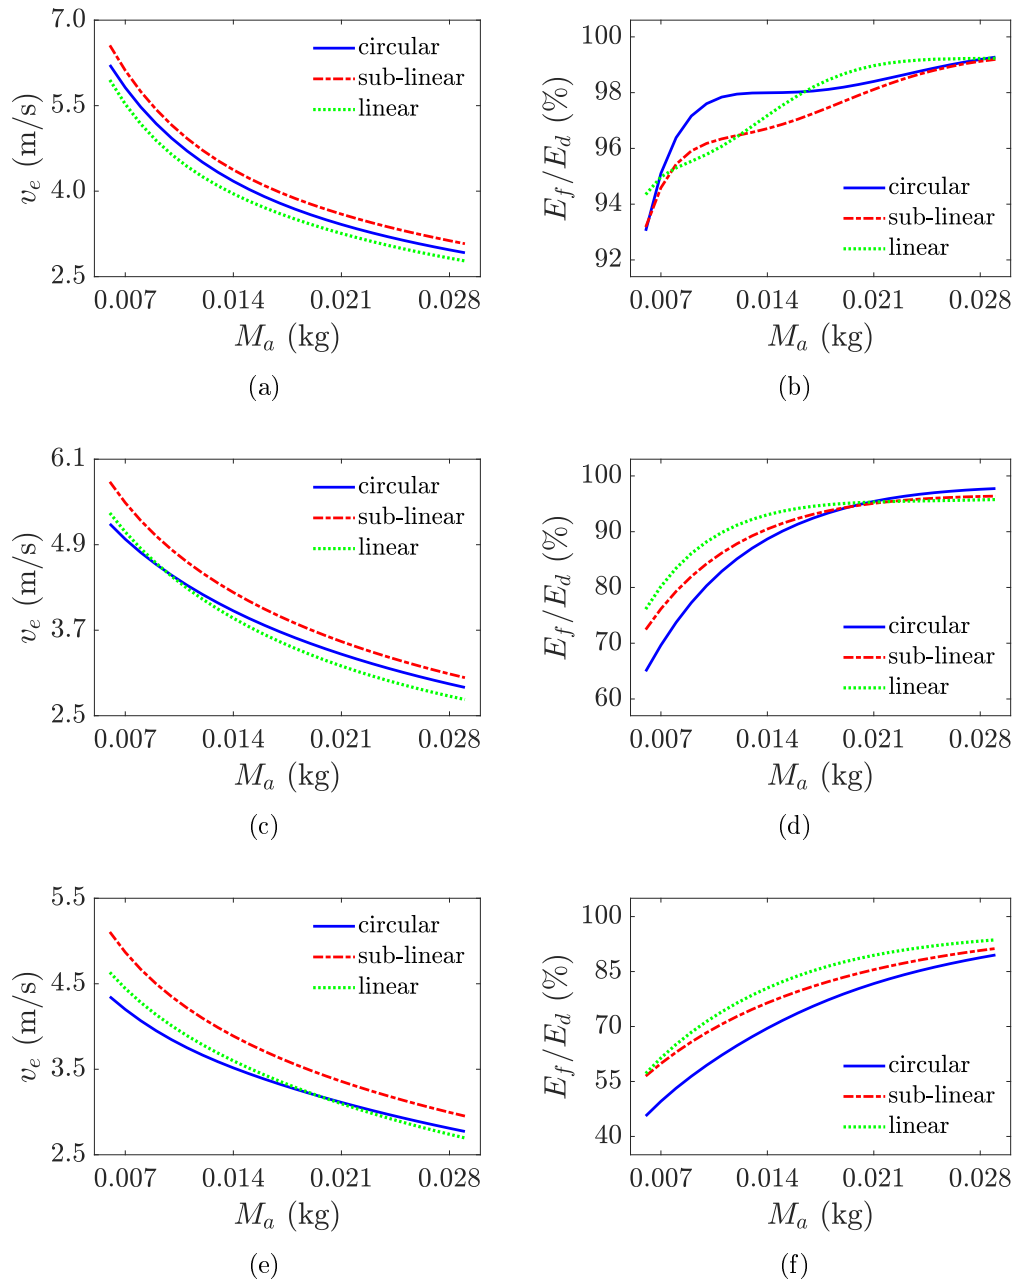 7.0
5.5
4.0
2.5
v_e (m/s)
circular
sub-linear
linear
0.007 0.014 0.021 0.028
M_a (kg)
(a)
100
98
96
94
92
E_f/E_d (%)
circular
sub-linear
linear
0.007 0.014 0.021 0.028
M_a (kg)
(b)
6.1
4.9
3.7
2.5
v_e (m/s)
circular
sub-linear
linear
0.007 0.014 0.021 0.028
M_a (kg)
(c)
100
90
80
70
60
E_f/E_d (%)
circular
sub-linear
linear
0.007 0.014 0.021 0.028
M_a (kg)
(d)
5.5
4.5
3.5
2.5
v_e (m/s)
circular
sub-linear
linear
0.007 0.014 0.021 0.028
M_a (kg)
(e)
100
85
70
55
40
E_f/E_d (%)
circular
sub-linear
linear
0.007 0.014 0.021 0.028
M_a (kg)
(f)